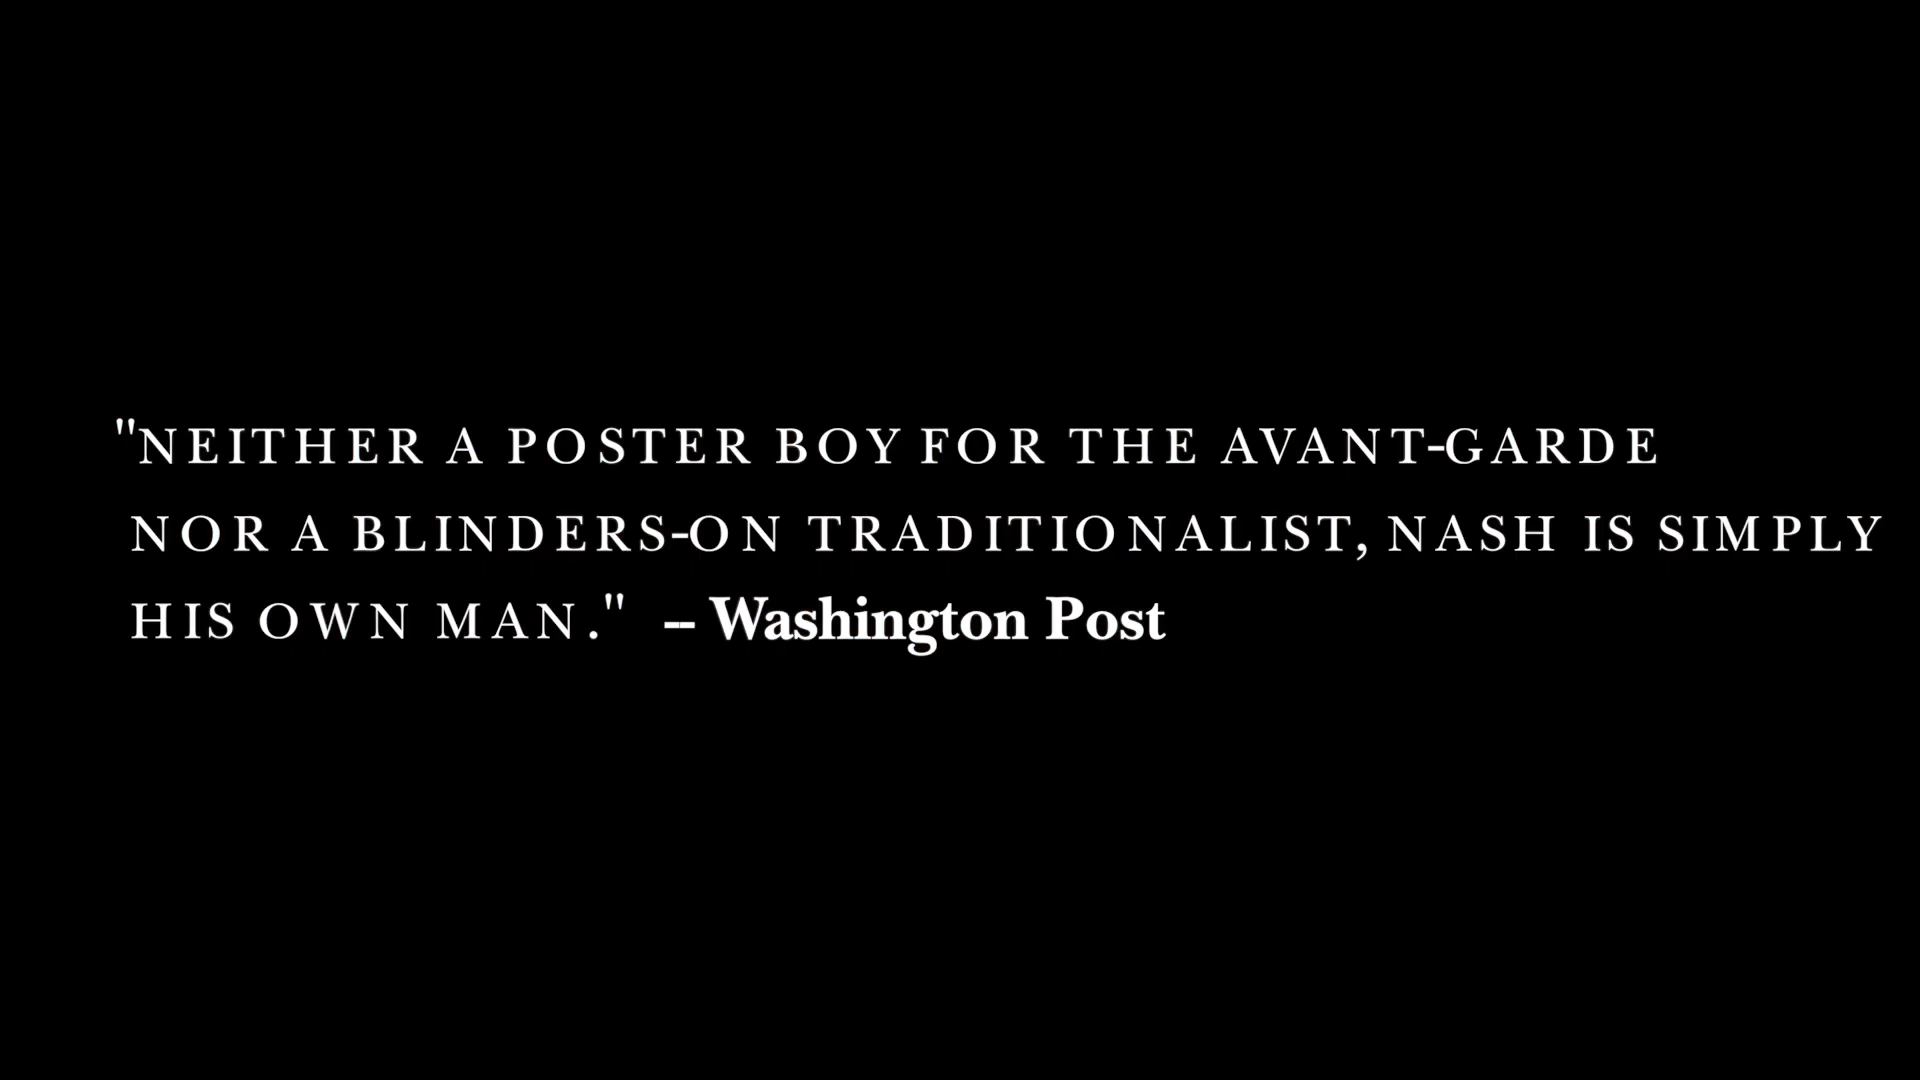 "NEITHER A POSTER BOY FOR THE AVANT-GARDE
NOR A BLINDERS-ON TRADITIONALIST, NASH IS SIMPLY
HIS OWN MAN." -- Washington Post